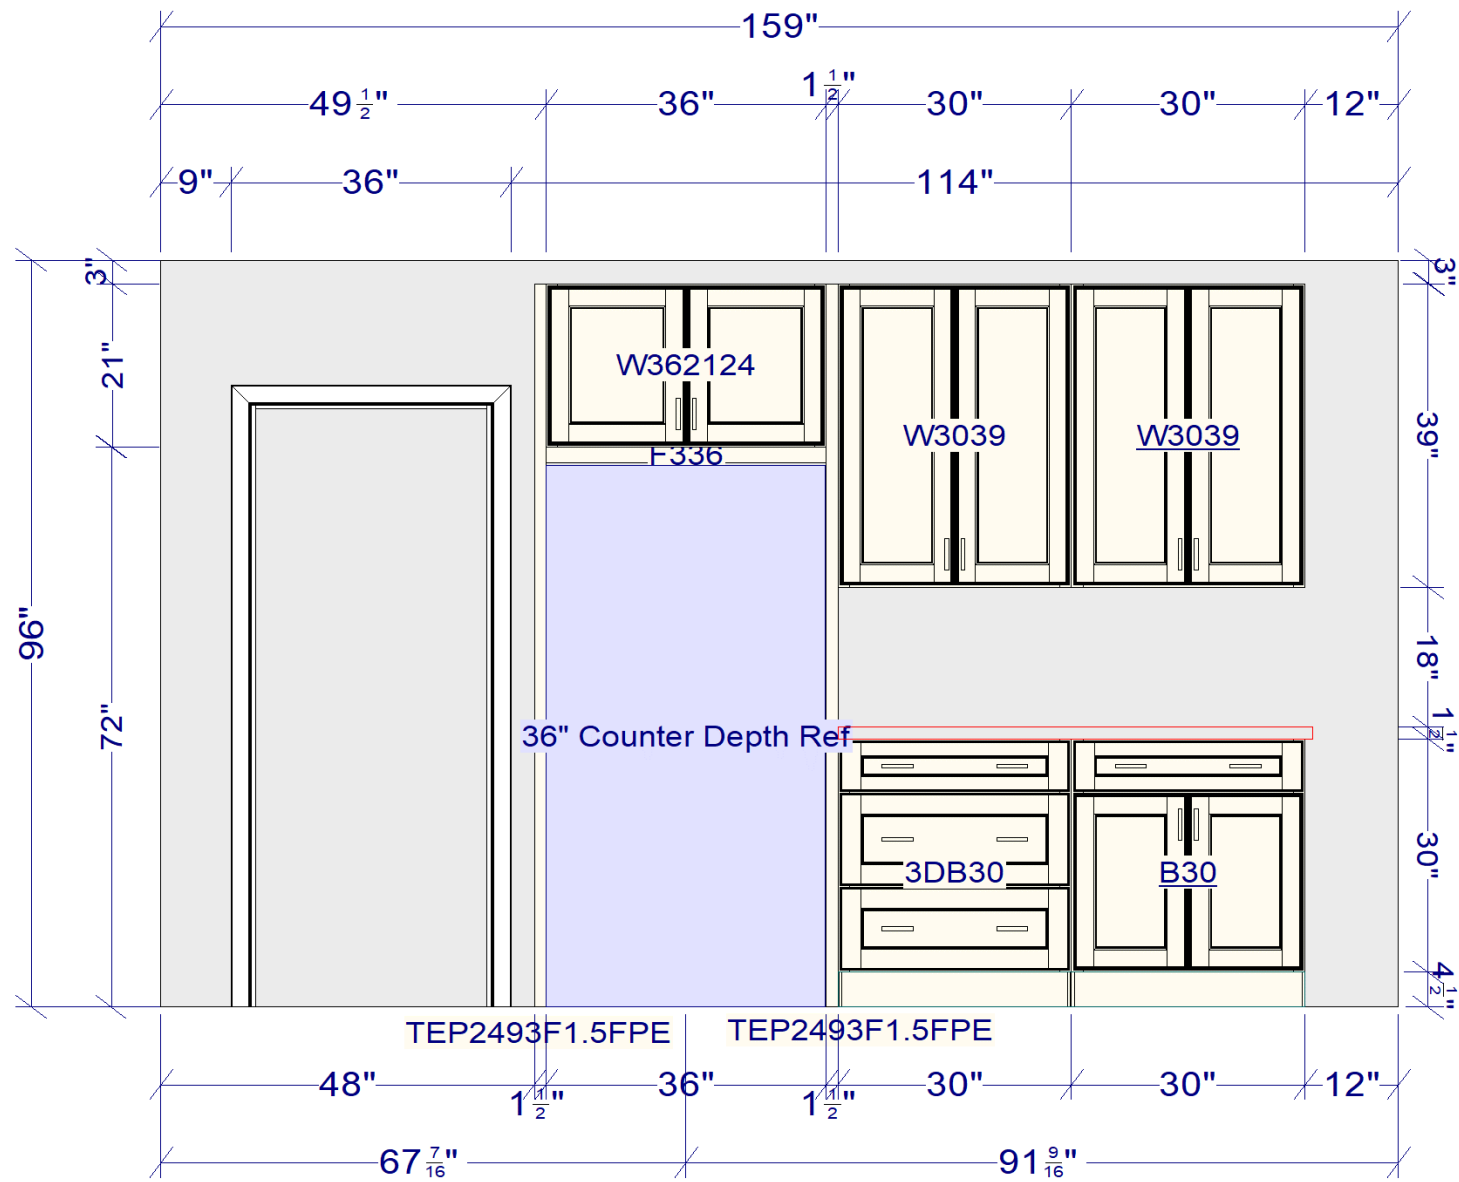 159"
49 1/2" 36" 1 1/2" 30" 30" 12"
9" 36" 114"
3" 3"
21"
W362124
W3039 W3039
39"
F336
96"
18"
72"
36" Counter Depth Ref
1 1/2"
3DB30 B30
30"
4 1/2"
TEP2493F1.5FPE TEP2493F1.5FPE
48" 1 1/2" 36" 1 1/2" 30" 30" 12"
67 7/16" 91 9/16"